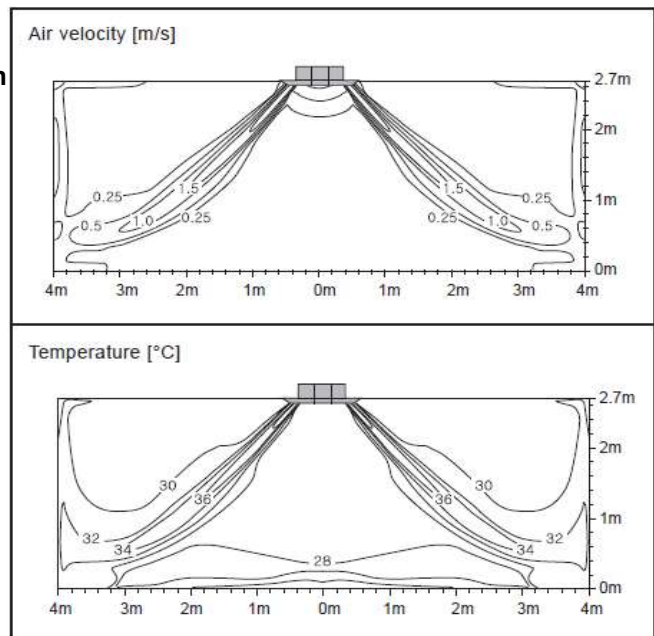 Air velocity [m/s]
n
2.7m
2m
0.25 1.5 1.5 0.25
1m
0.5 1.0 0.25 0.25 1.0 0.5
0m
4m 3m 2m 1m 0m 1m 2m 3m 4m
Temperature [°C]
2.7m
2m
30 30
36 36
1m
32 34 34 32
28
0m
4m 3m 2m 1m 0m 1m 2m 3m 4m